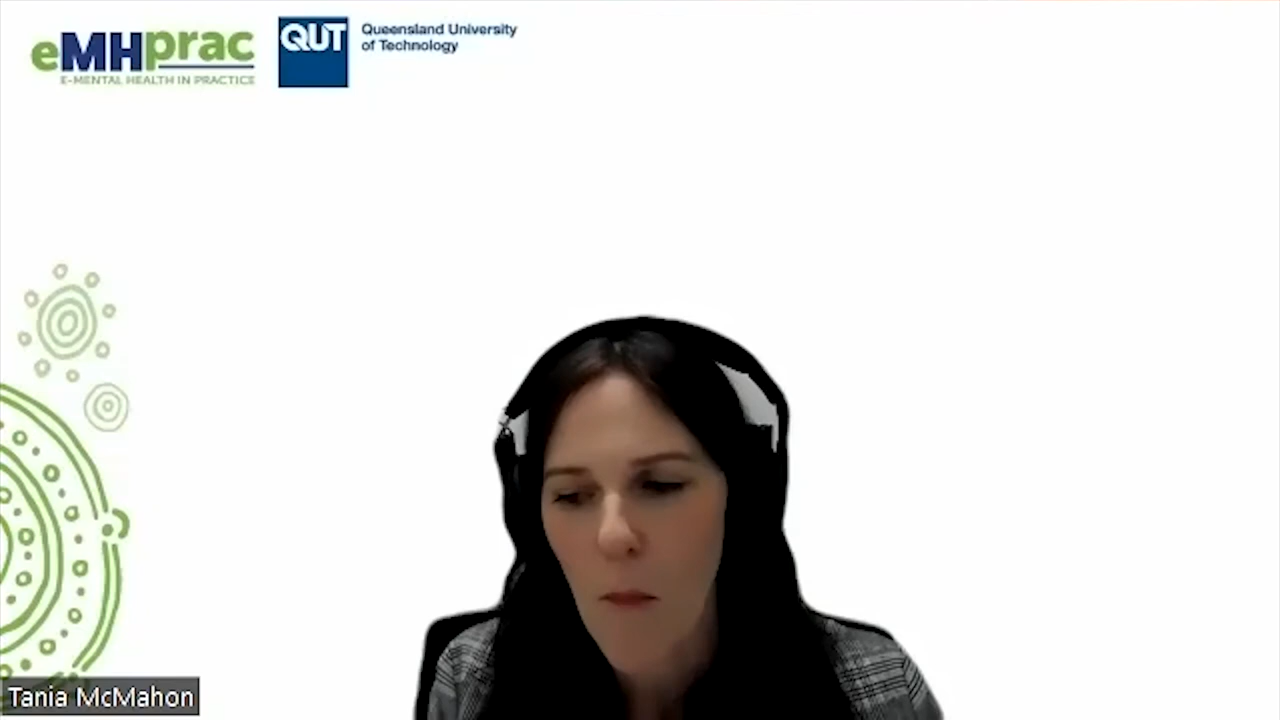 eMHprac
E-MENTAL HEALTH IN PRACTICE
QUT
Queensland University
of Technology
Tania McMahon